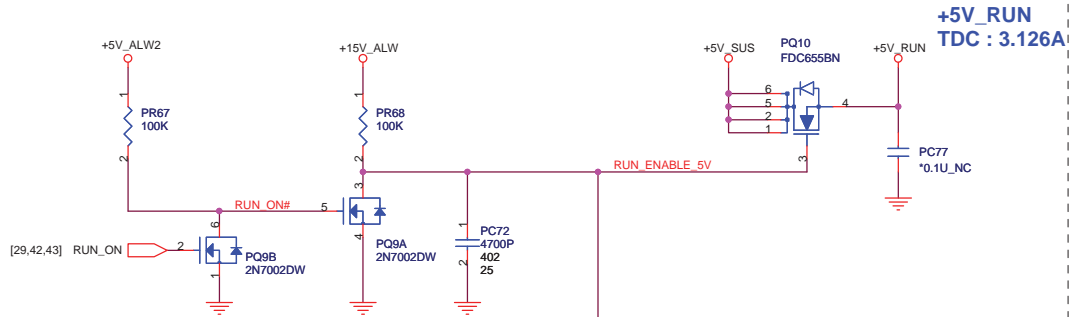 +5V_RUN
TDC : 3.126A
+5V_ALW2
+15V_ALW
+5V_SUS
PQ10
FDC655BN
+5V_RUN
1
PR67
100K
2
1
PR68
100K
2
6
5
2
1
4
3
RUN_ENABLE_5V
PC77
*0.1U_NC
RUN_ON#
5
3
4
PQ9A
2N7002DW
1
PC72
4700P
402
25
2
[29,42,43]
RUN_ON
2
6
1
PQ9B
2N7002DW